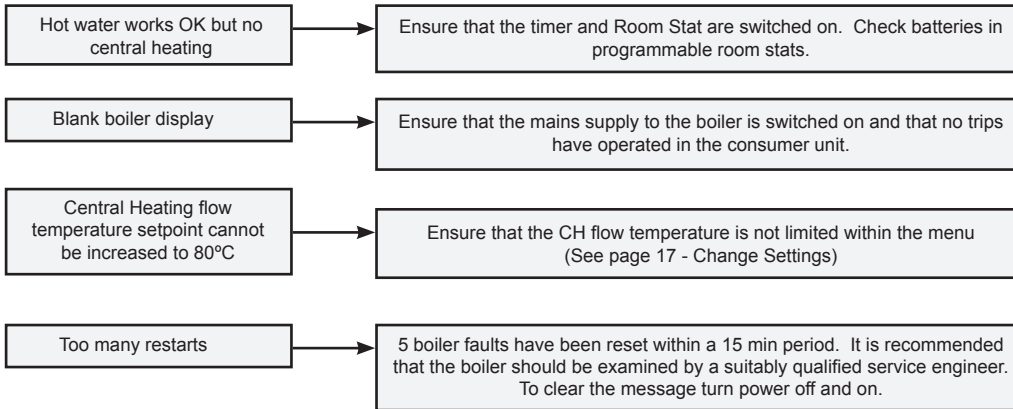 Hot water works OK but no
central heating
Ensure that the timer and Room Stat are switched on. Check batteries in
programmable room stats.
Blank boiler display
Ensure that the mains supply to the boiler is switched on and that no trips
have operated in the consumer unit.
Central Heating flow
temperature setpoint cannot
be increased to 80ºC
Ensure that the CH flow temperature is not limited within the menu
(See page 17 - Change Settings)
Too many restarts
5 boiler faults have been reset within a 15 min period. It is recommended
that the boiler should be examined by a suitably qualified service engineer.
To clear the message turn power off and on.